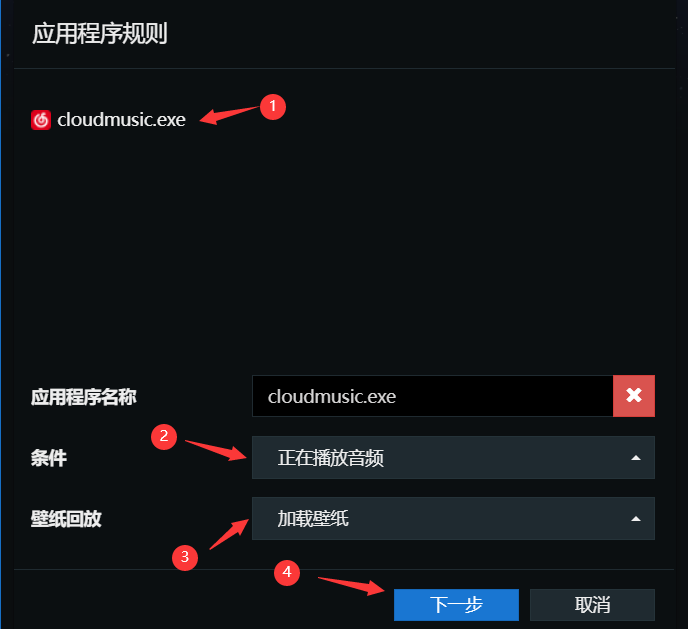 应用程序规则
cloudmusic.exe
1
应用程序名称
cloudmusic.exe
2
条件
正在播放音频
壁纸回放
加载壁纸
3
4
下一步
取消